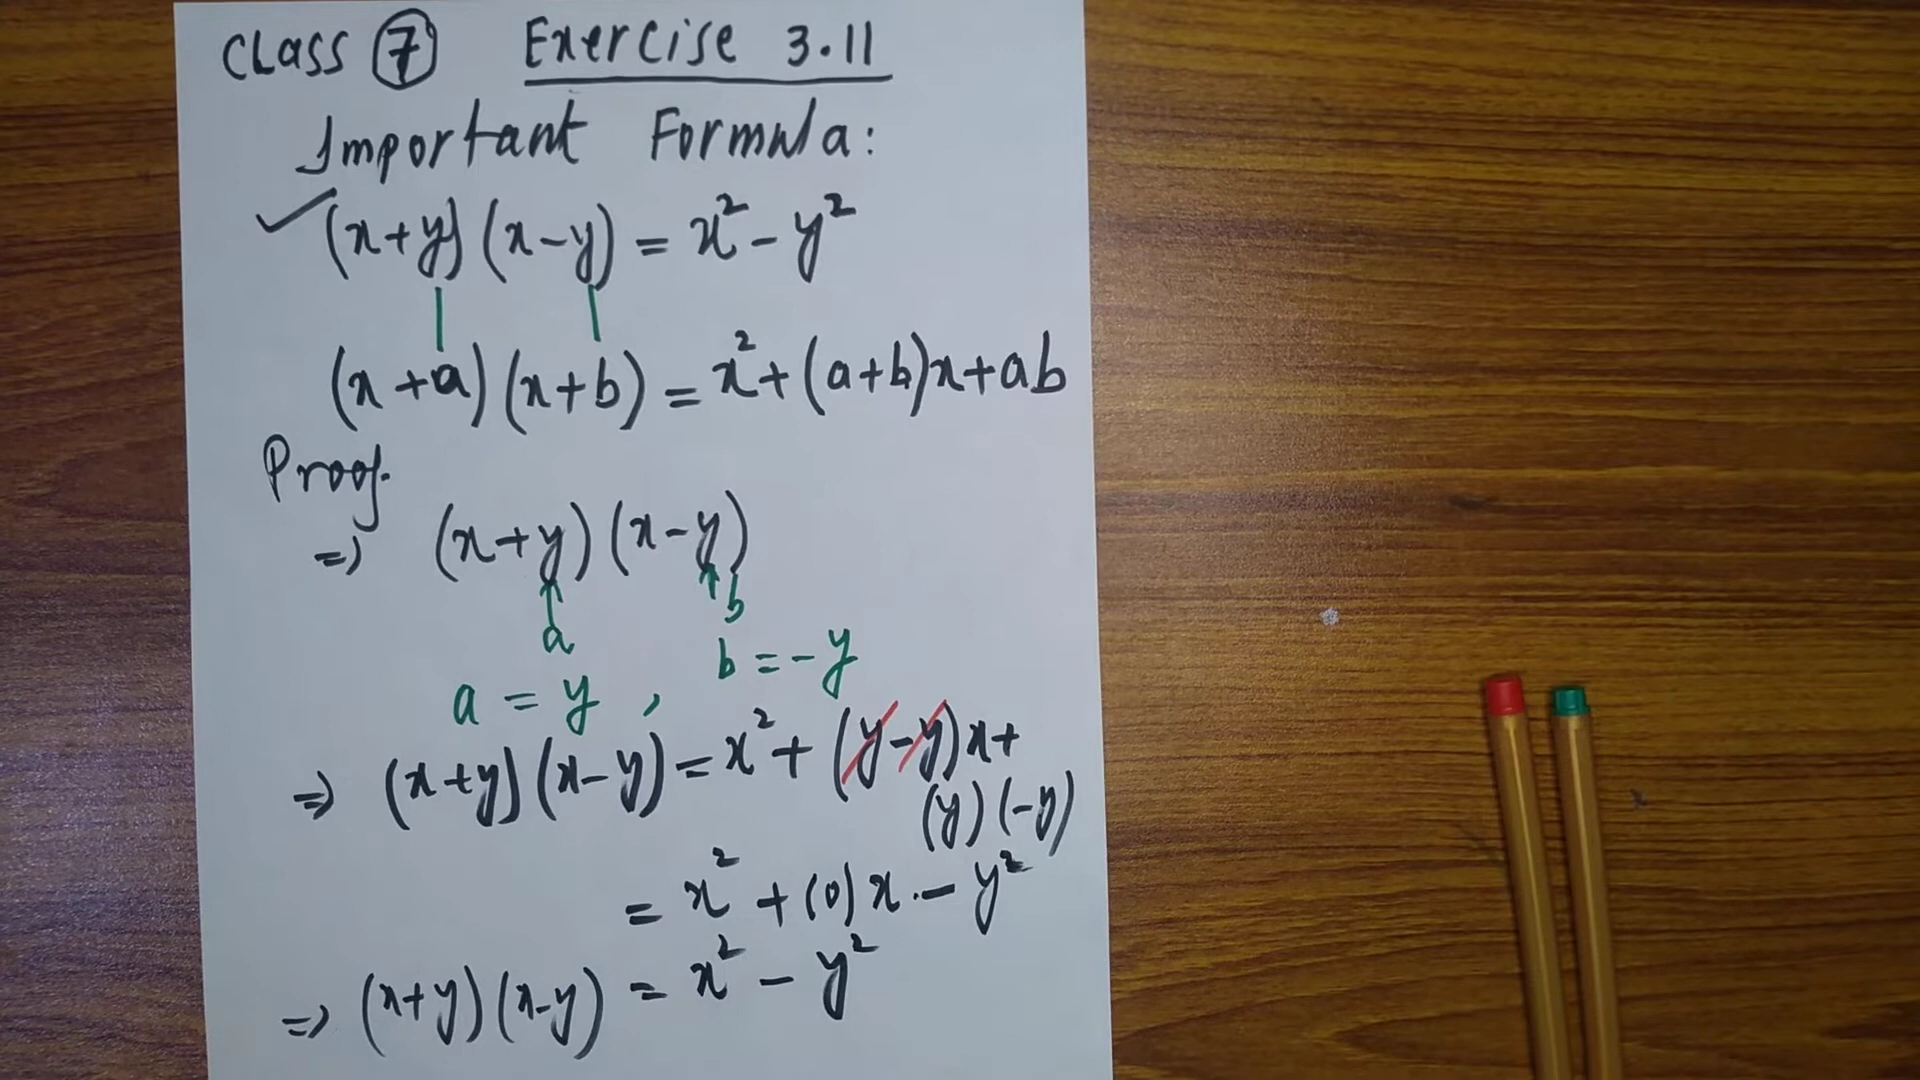 CLASS 7 Exercise 3.11
Important Formula:
(x+y)(x-y) = x² - y²
(x+a)(x+b) = x² + (a+b)x + ab
Proof.
=> (x+y)(x-y)
a b
b = -y
a = y ,
=> (x+y)(x-y) = x² + (y-y)x +
(y)(-y)
= x² + (0)x - y²
=> (x+y)(x-y) = x² - y²